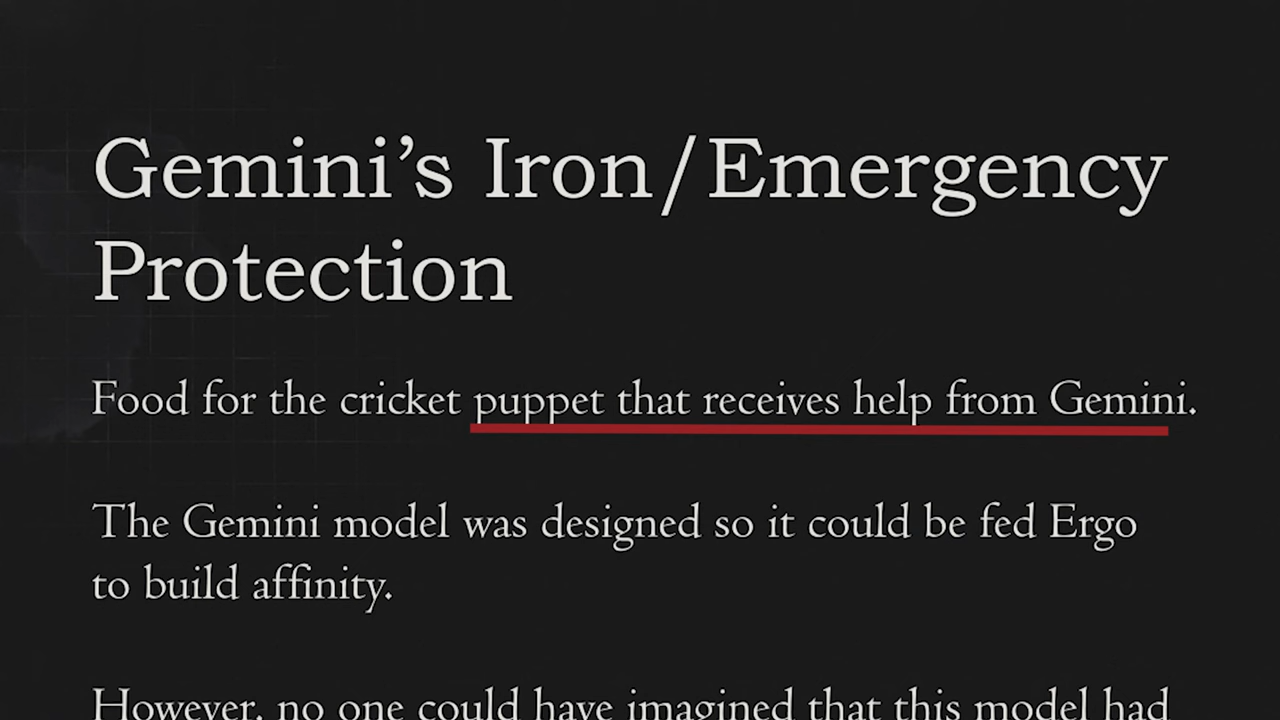 Gemini’s Iron/Emergency
Protection
Food for the cricket puppet that receives help from Gemini.
The Gemini model was designed so it could be fed Ergo
to build affinity.
However, no one could have imagined that this model had